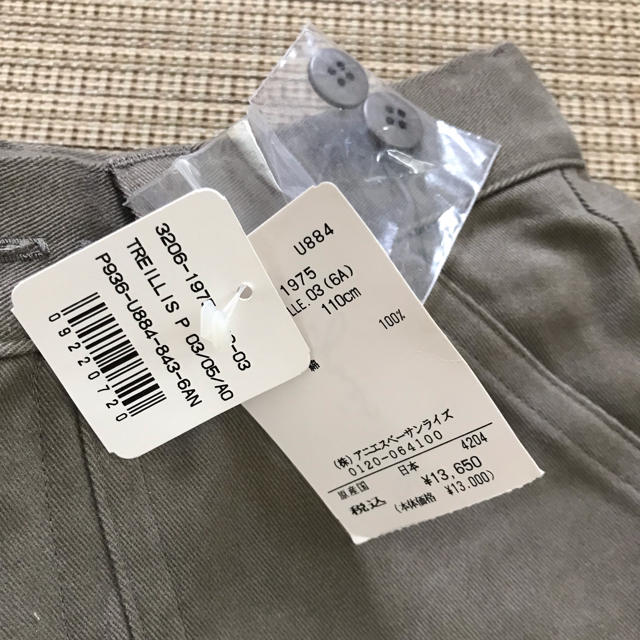 3206-1975
-03
TREILLIS P 03/05/AO
P936-U884-843-6AN
09220720
U884
1975
LLE.03(6A)
110cm
100%
(株)アニエスベーサンライズ
0120-064100
4204
原産国 日本
税込 ¥13,650
(本体価格 ¥13.000)